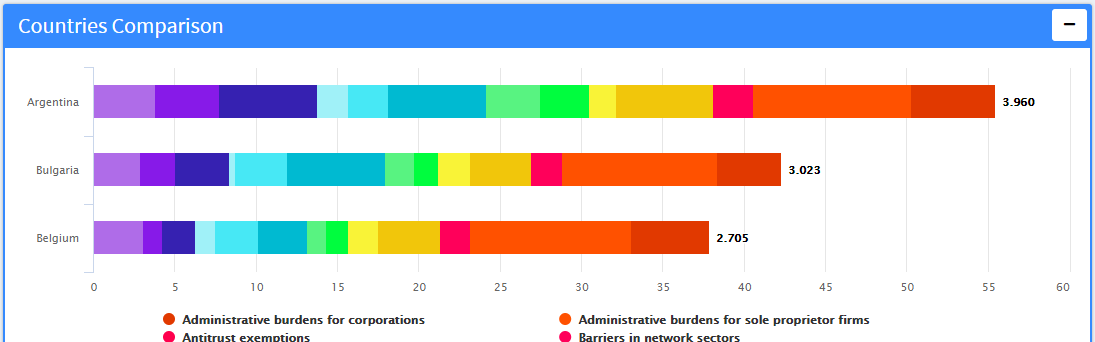 Countries Comparison
Argentina 3.960
Bulgaria 3.023
Belgium 2.705
0 5 10 15 20 25 30 35 40 45 50 55 60
Administrative burdens for corporations Administrative burdens for sole proprietor firms
Antitrust exemptions Barriers in network sectors